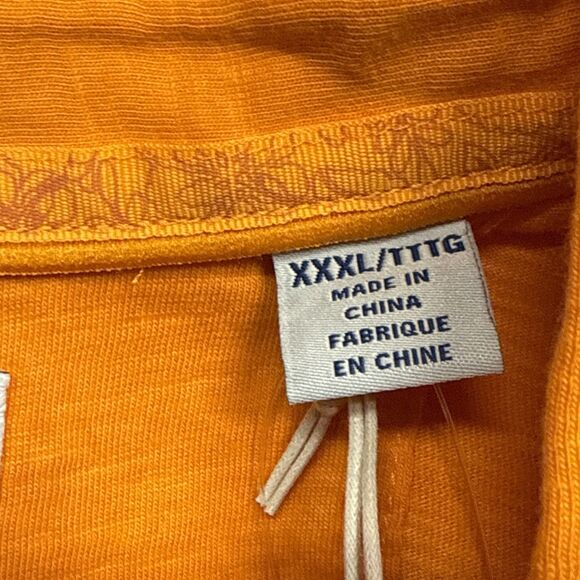 XXXL/TTTG
MADE IN
CHINA
FABRIQUE
EN CHINE